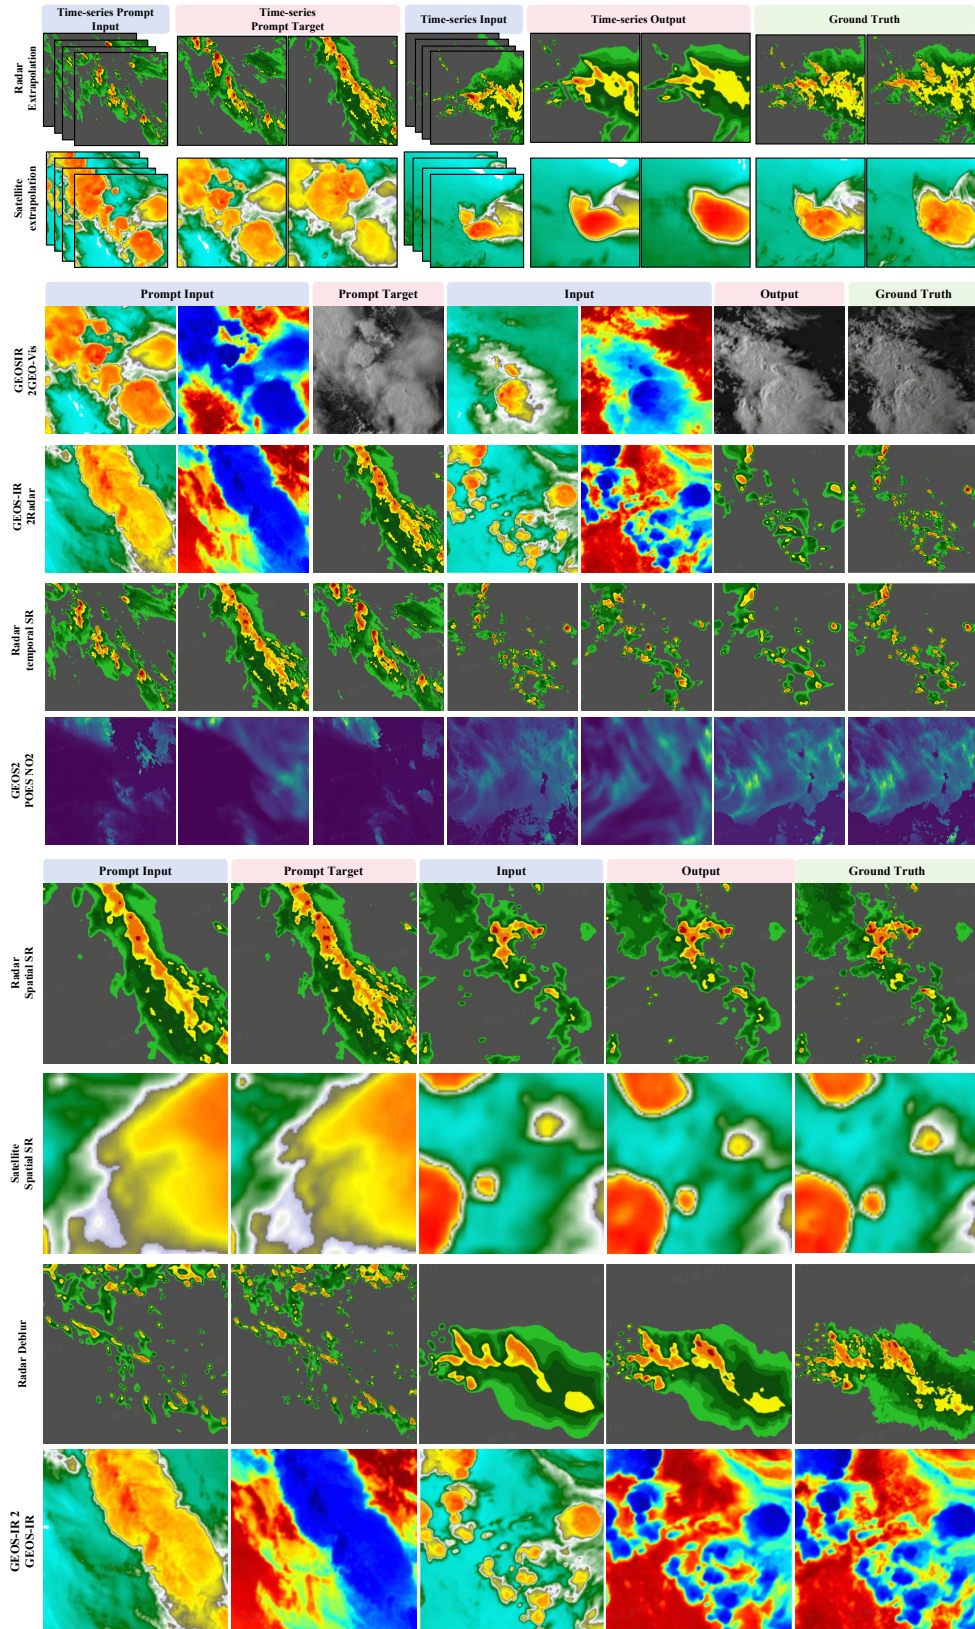 Time-series Prompt
Input
Time-series
Prompt Target
Time-series Input
Time-series Output
Ground Truth
Radar
Extrapolation
Satellite
extrapolation
Prompt Input
Prompt Target
Input
Output
Ground Truth
GEOSIR
2GEO-Vis
GEOS-IR
2Radar
Radar
temporal SR
GEOS2
POES NO2
Prompt Input
Prompt Target
Input
Output
Ground Truth
Radar
Spatial SR
Satellite
Spatial SR
Radar Deblur
GEOS-IR 2
GEOS-IR